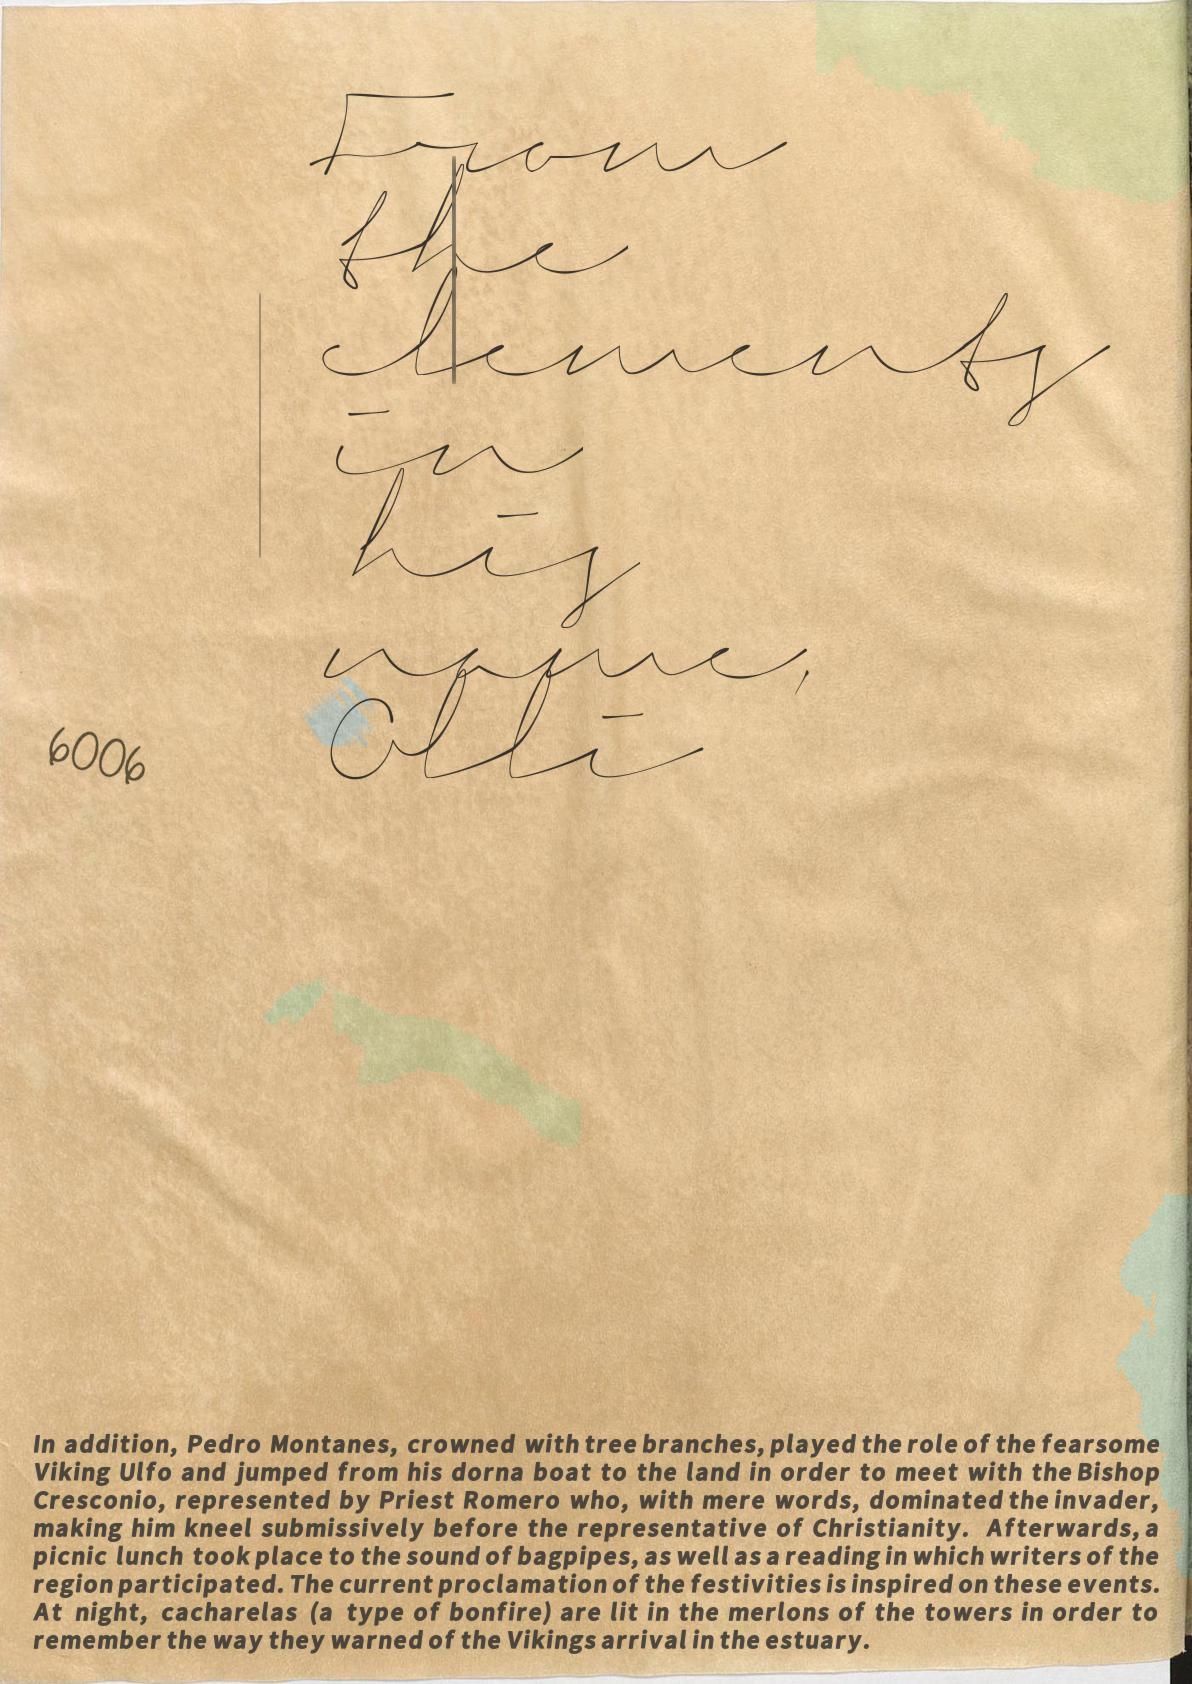 From
the
elements
in
his
name,
Olli
6006
In addition, Pedro Montanes, crowned with tree branches, played the role of the fearsome
Viking Ulfo and jumped from his dorna boat to the land in order to meet with the Bishop
Cresconio, represented by Priest Romero who, with mere words, dominated the invader,
making him kneel submissively before the representative of Christianity. Afterwards, a
picnic lunch took place to the sound of bagpipes, as well as a reading in which writers of the
region participated. The current proclamation of the festivities is inspired on these events.
At night, cacharelas (a type of bonfire) are lit in the merlons of the towers in order to
remember the way they warned of the Vikings arrival in the estuary.